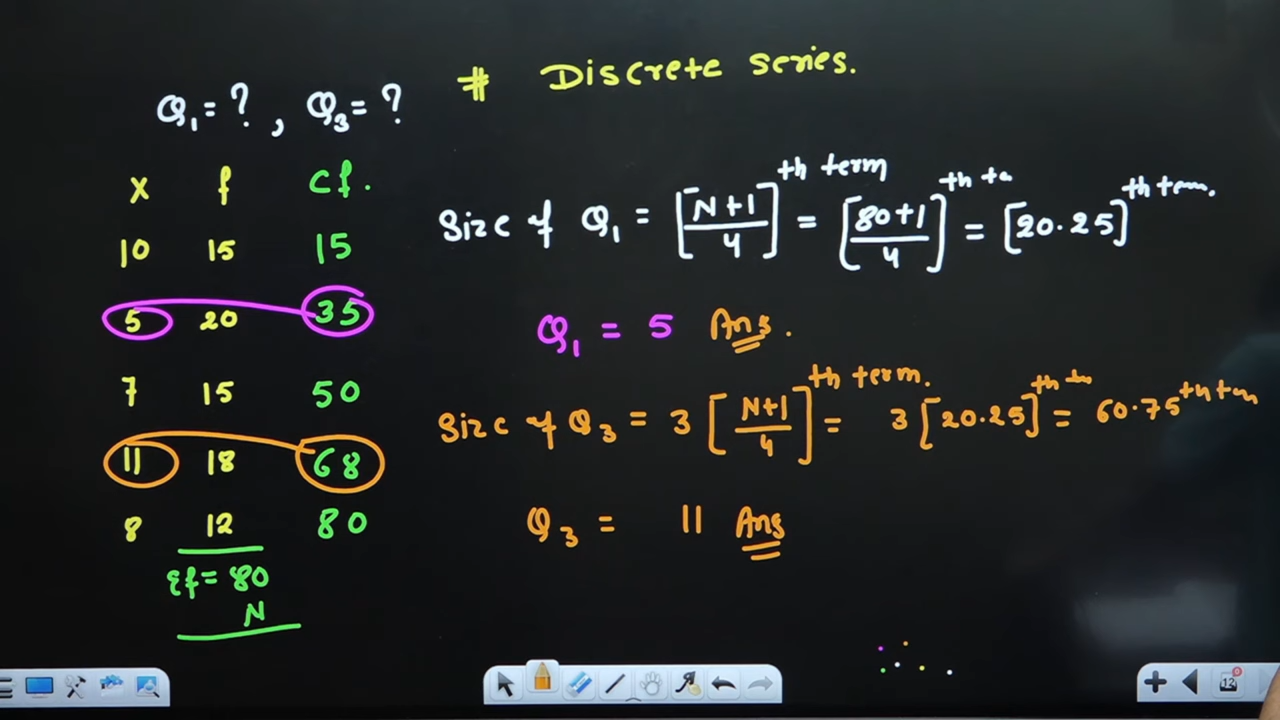 # Discrete series.
Q₁ = ? , Q₃ = ?
x f Cf.
10 15 15
5 20 35
7 15 50
11 18 68
8 12 80
Σf = 80
N
Size of Q₁ = [N+1/4]th term = [80+1/4]th te = [20.25]th term.
Q₁ = 5 Ans.
Size of Q₃ = 3 [N+1/4]th term. = 3[20.25]th = 60.75th
Q₃ = 11 Ans
12